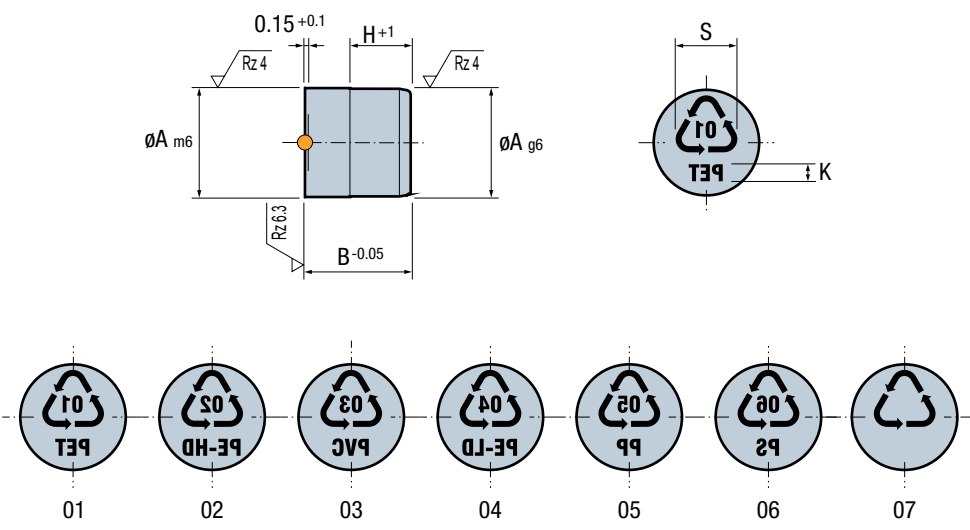 0.15 +0.1
H+1
S
Rz 4
Rz 4
øA m6
øA g6
01
PET
K
Rz 6.3
B-0.05
01
PET
02
PE-HD
03
PVC
04
PE-LD
05
PP
06
PS
01
02
03
04
05
06
07